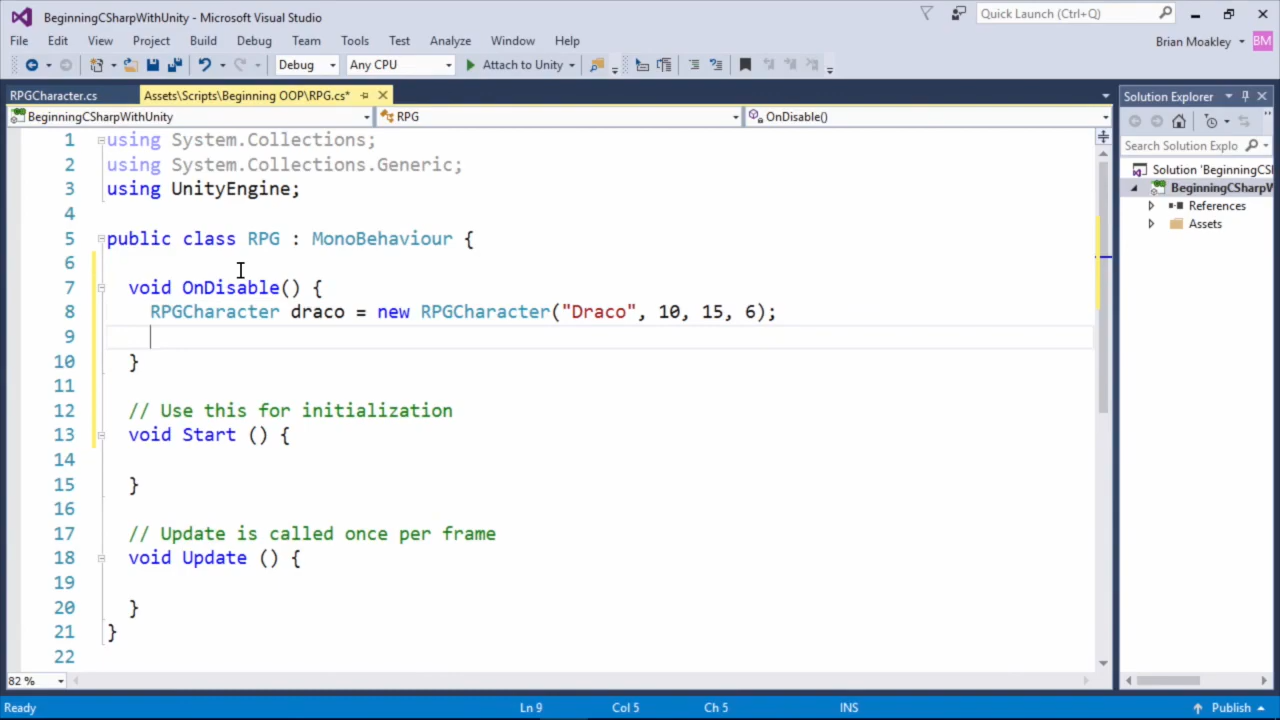 BeginningCSharpWithUnity - Microsoft Visual Studio
Quick Launch (Ctrl+Q)
File Edit View Project Build Debug Team Tools Test Analyze Window Help
Brian Moakley BM
Debug Any CPU Attach to Unity
RPGCharacter.cs Assets\Scripts\Beginning OOP\RPG.cs*
Solution Explorer
BeginningCSharpWithUnity RPG OnDisable()
Search Solution Explo
1 using System.Collections;
2 using System.Collections.Generic;
3 using UnityEngine;
4
5 public class RPG : MonoBehaviour {
6
7 void OnDisable() {
8 RPGCharacter draco = new RPGCharacter("Draco", 10, 15, 6);
9
10 }
11
12 // Use this for initialization
13 void Start () {
14
15 }
16
17 // Update is called once per frame
18 void Update () {
19
20 }
21 }
22
Solution 'BeginningCS
BeginningCSharpW
References
Assets
82 %
Ready Ln 9 Col 5 Ch 5 INS Publish